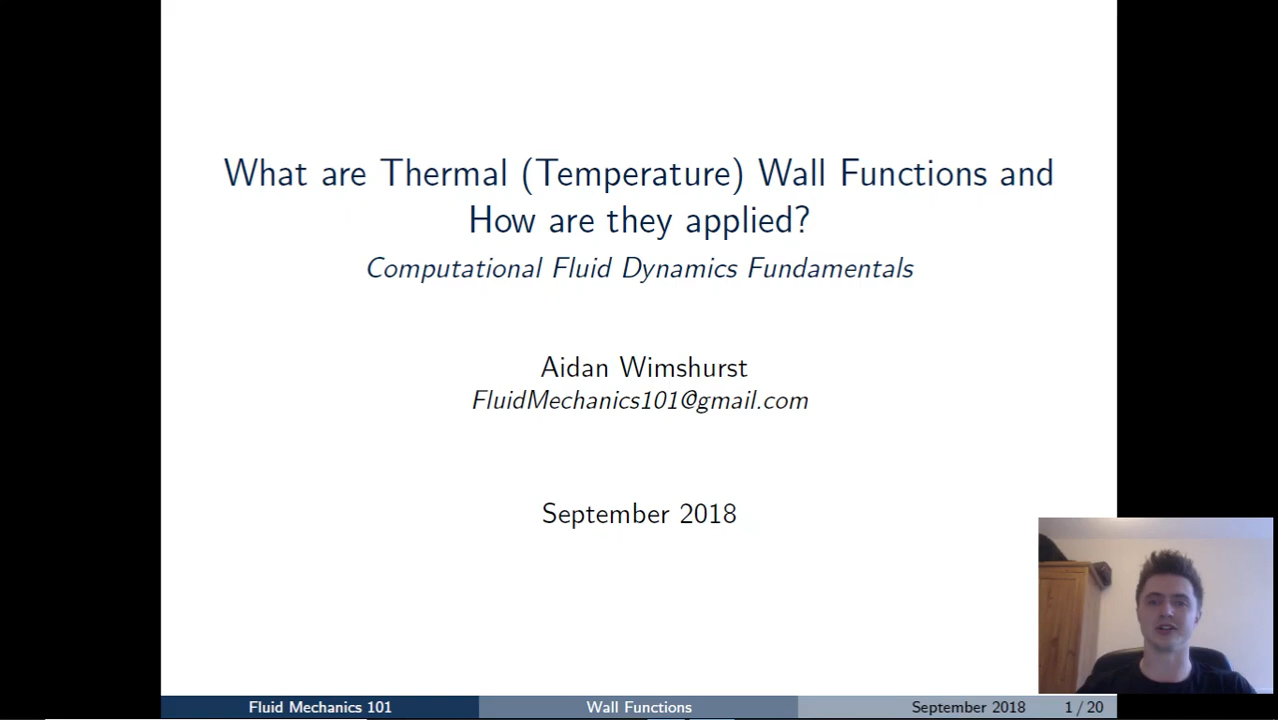 What are Thermal (Temperature) Wall Functions and
How are they applied?
Computational Fluid Dynamics Fundamentals
Aidan Wimshurst
FluidMechanics101@gmail.com
September 2018
Fluid Mechanics 101 Wall Functions September 2018 1 / 20